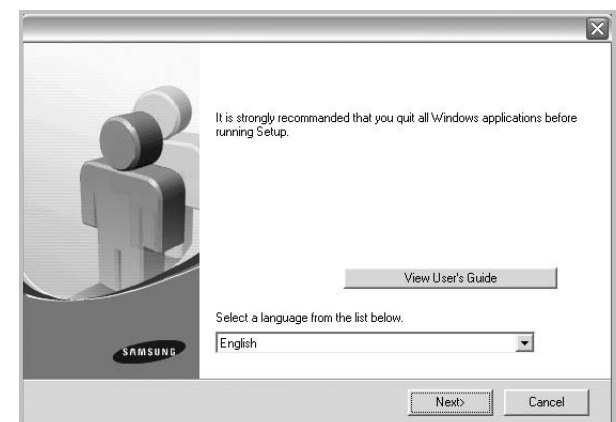 It is strongly recommanded that you quit all Windows applications before
running Setup.
View User's Guide
Select a language from the list below.
English
SAMSUNG
Next>
Cancel